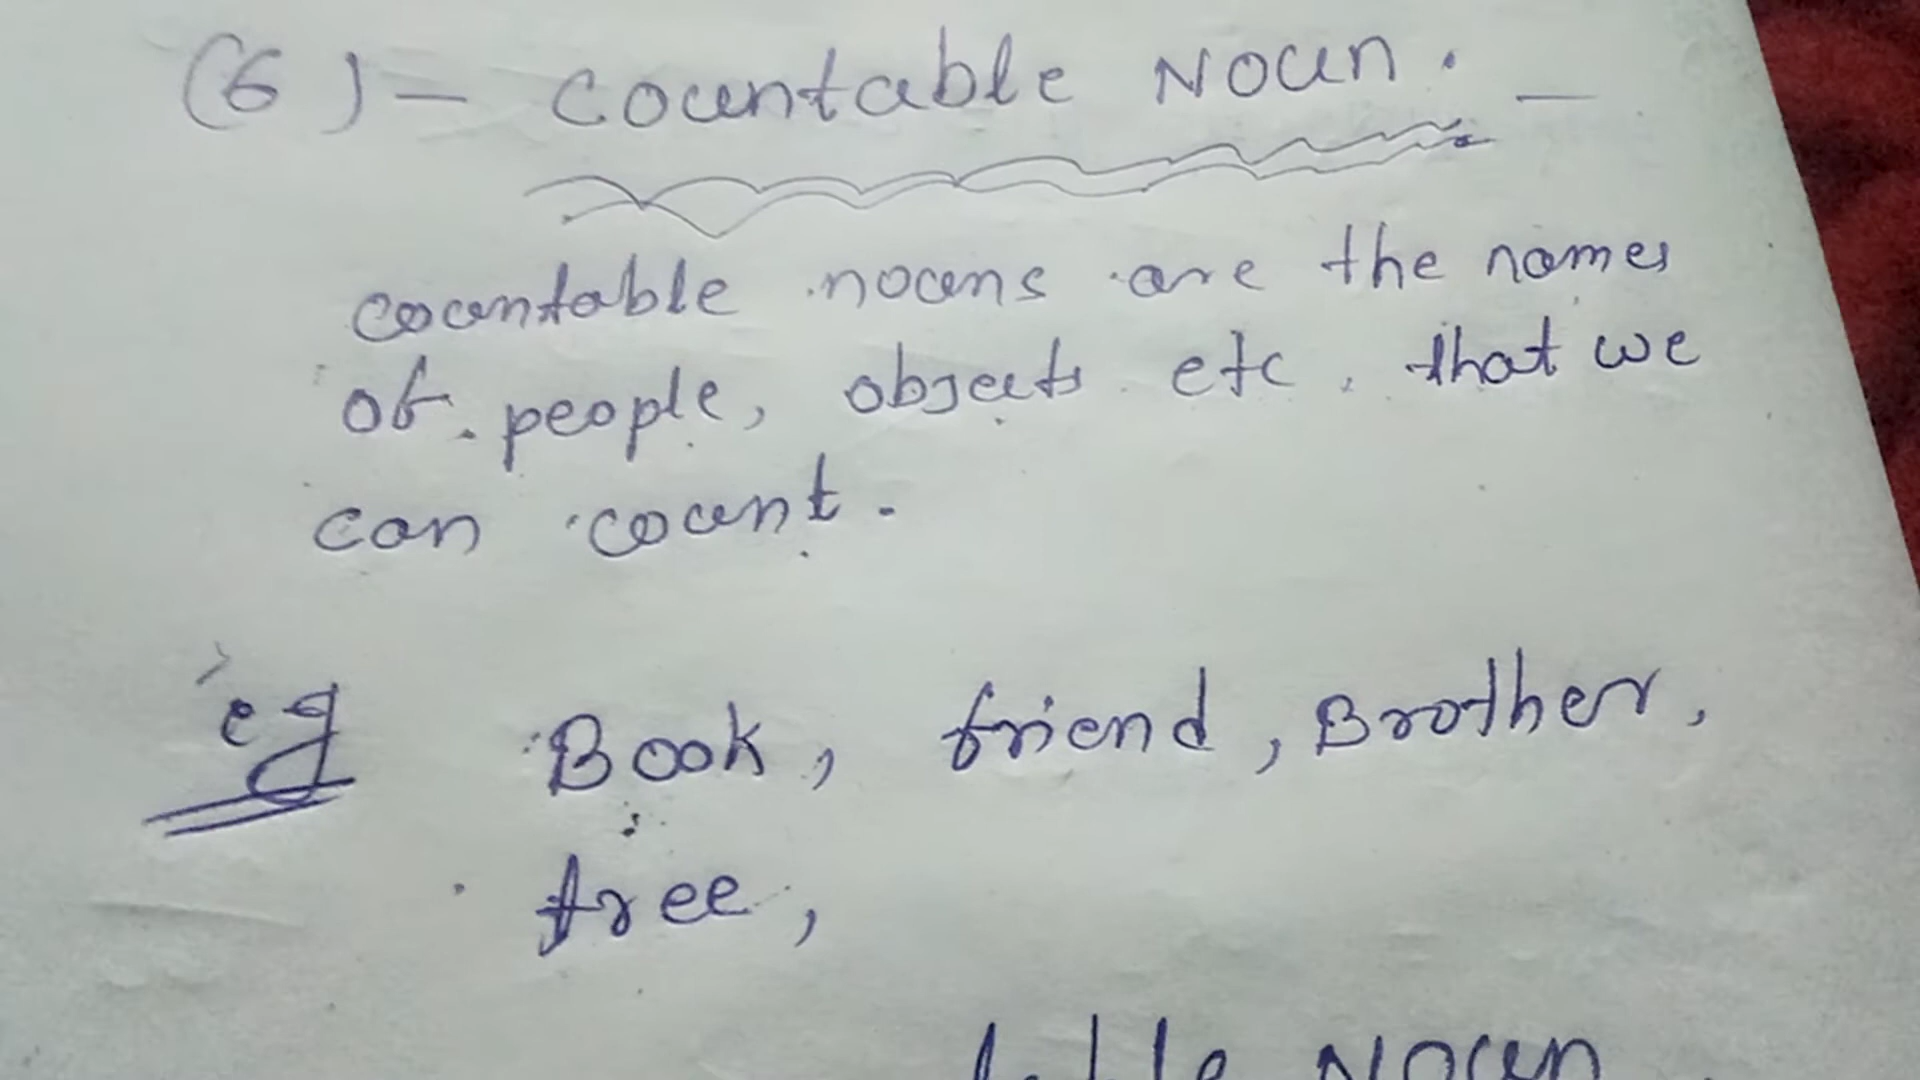 (6) - Countable Noun. -
countable nouns are the names
of people, objects etc. that we
can count.
eg Book, friend, Brother,
tree,
Noun